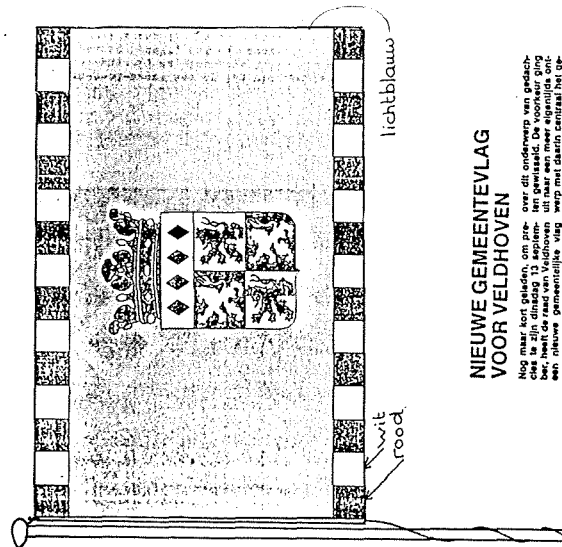 lichtblauw
wit
rood
NIEUWE GEMEENTEVLAG
VOOR VELDHOVEN
Nog maar kort geleden, om pre-
cies te zijn dinsdag 13 septem-
ber, heeft de raad van Veldhoven
een nieuwe gemeentelijke vlag
over dit onderwerp van gedach-
ten gewisseld. De voorkeur ging
uit naar een meer eigentijds ont-
werp met daarin centraal het ge-